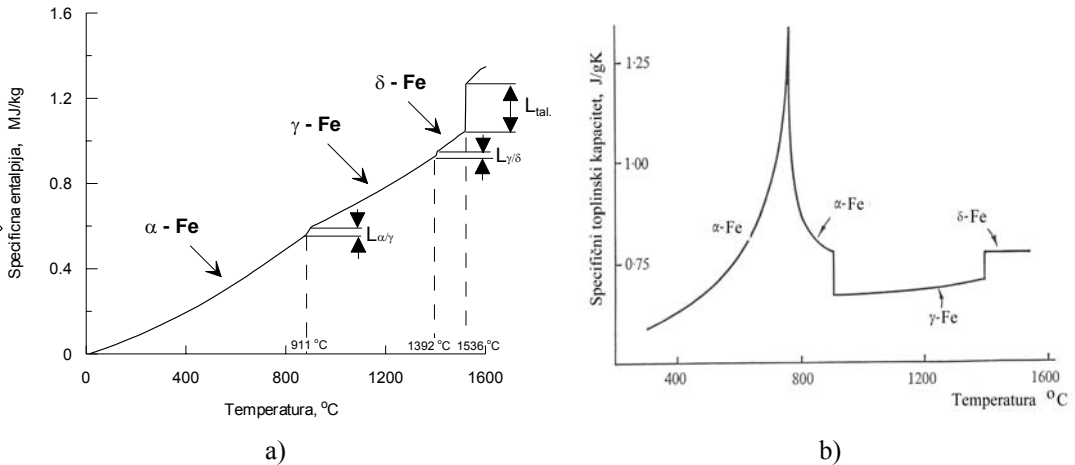 1.6
1.2
0.8
0.4
0
Specificna entalpija, MJ/kg
δ - Fe
γ - Fe
α - Fe
Ltal.
Lγ/δ
Lα/γ
911 °C
1392 °C
1536 °C
0
400
800
1200
1600
Temperatura, °C
a)
1·25
1·00
0·75
Specifični toplinski kapacitet, J/gK
α-Fe
α-Fe
δ-Fe
γ-Fe
400
800
1200
1600
Temperatura °C
b)